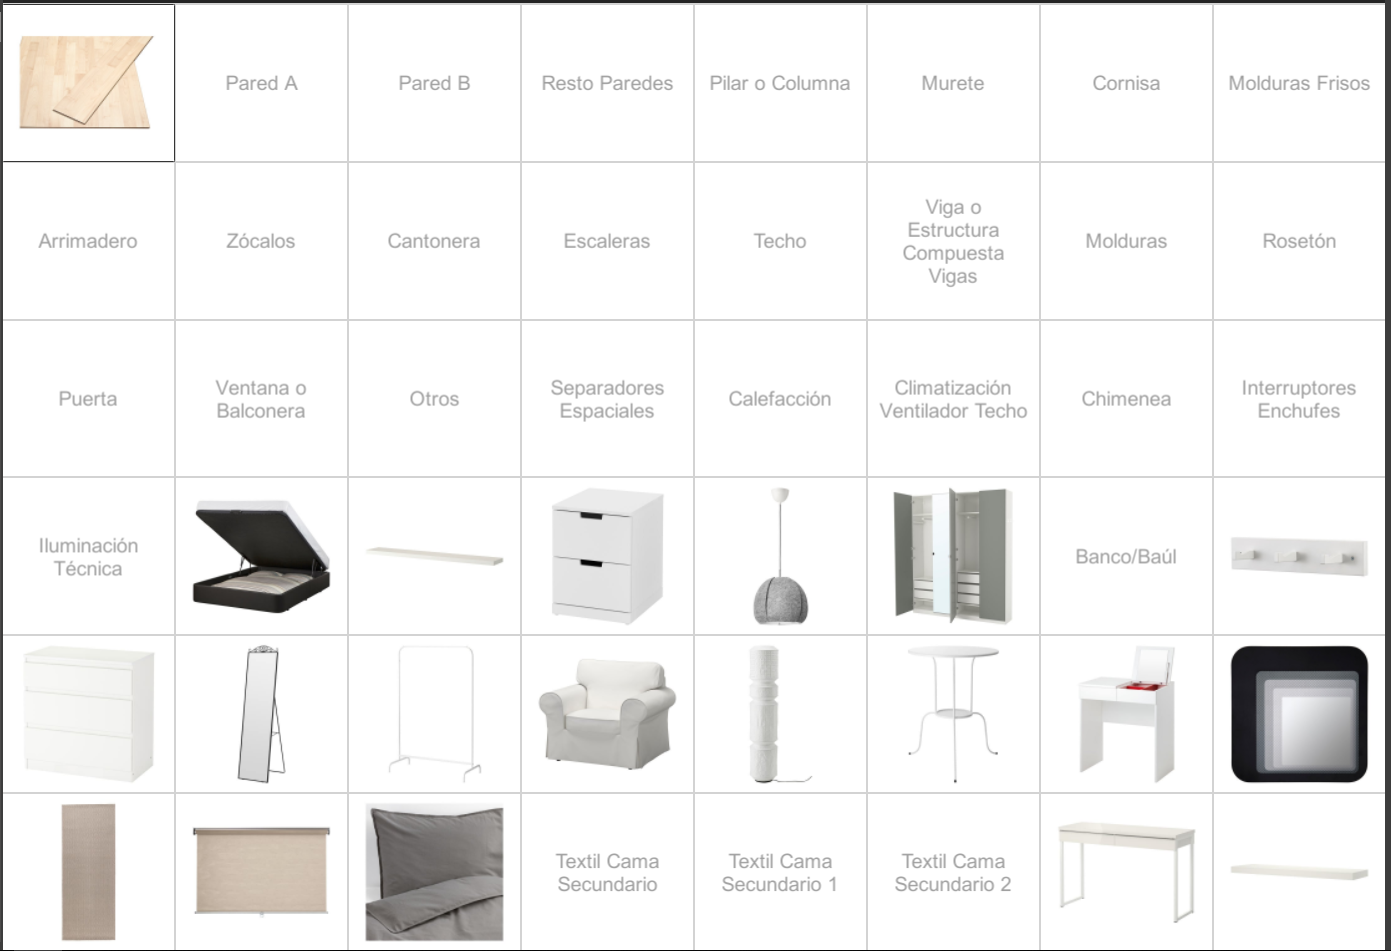 Pared A
Pared B
Resto Paredes
Pilar o Columna
Murete
Cornisa
Molduras Frisos
Arrimadero
Zócalos
Cantonera
Escaleras
Techo
Viga o
Estructura
Compuesta
Vigas
Molduras
Rosetón
Puerta
Ventana o
Balconera
Otros
Separadores
Espaciales
Calefacción
Climatización
Ventilador Techo
Chimenea
Interruptores
Enchufes
Iluminación
Técnica
Banco/Baúl
Textil Cama
Secundario
Textil Cama
Secundario 1
Textil Cama
Secundario 2